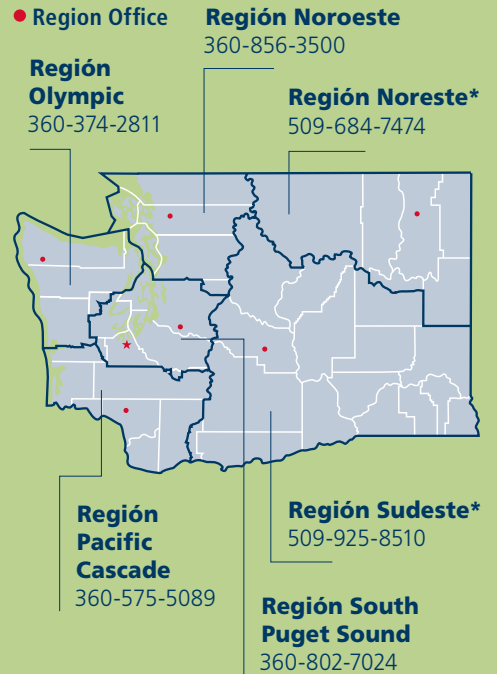 Region Office
Región Noroeste
360-856-3500
Región
Olympic
360-374-2811
Región Noreste*
509-684-7474
Región
Pacific
Cascade
360-575-5089
Región Sudeste*
509-925-8510
Región South
Puget Sound
360-802-7024